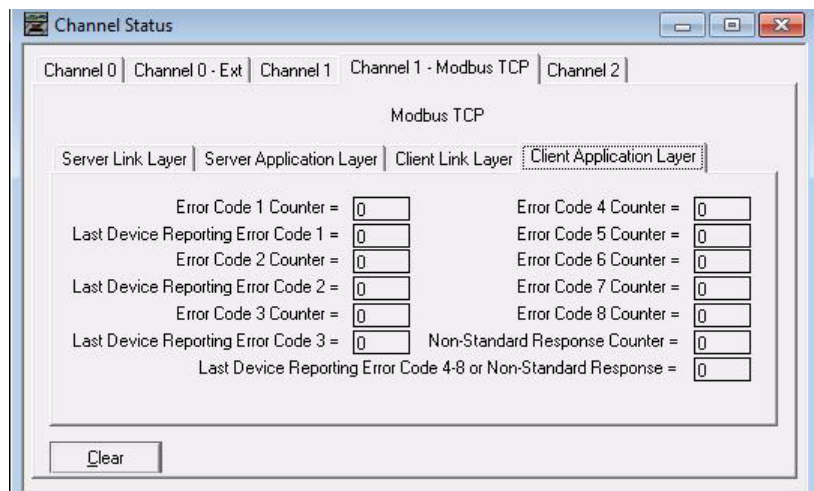 Channel Status
Channel 0 Channel 0 - Ext Channel 1 Channel 1 - Modbus TCP Channel 2
Modbus TCP
Server Link Layer Server Application Layer Client Link Layer Client Application Layer
Error Code 1 Counter = 0 Error Code 4 Counter = 0
Last Device Reporting Error Code 1 = 0 Error Code 5 Counter = 0
Error Code 2 Counter = 0 Error Code 6 Counter = 0
Last Device Reporting Error Code 2 = 0 Error Code 7 Counter = 0
Error Code 3 Counter = 0 Error Code 8 Counter = 0
Last Device Reporting Error Code 3 = 0 Non-Standard Response Counter = 0
Last Device Reporting Error Code 4-8 or Non-Standard Response = 0
Clear